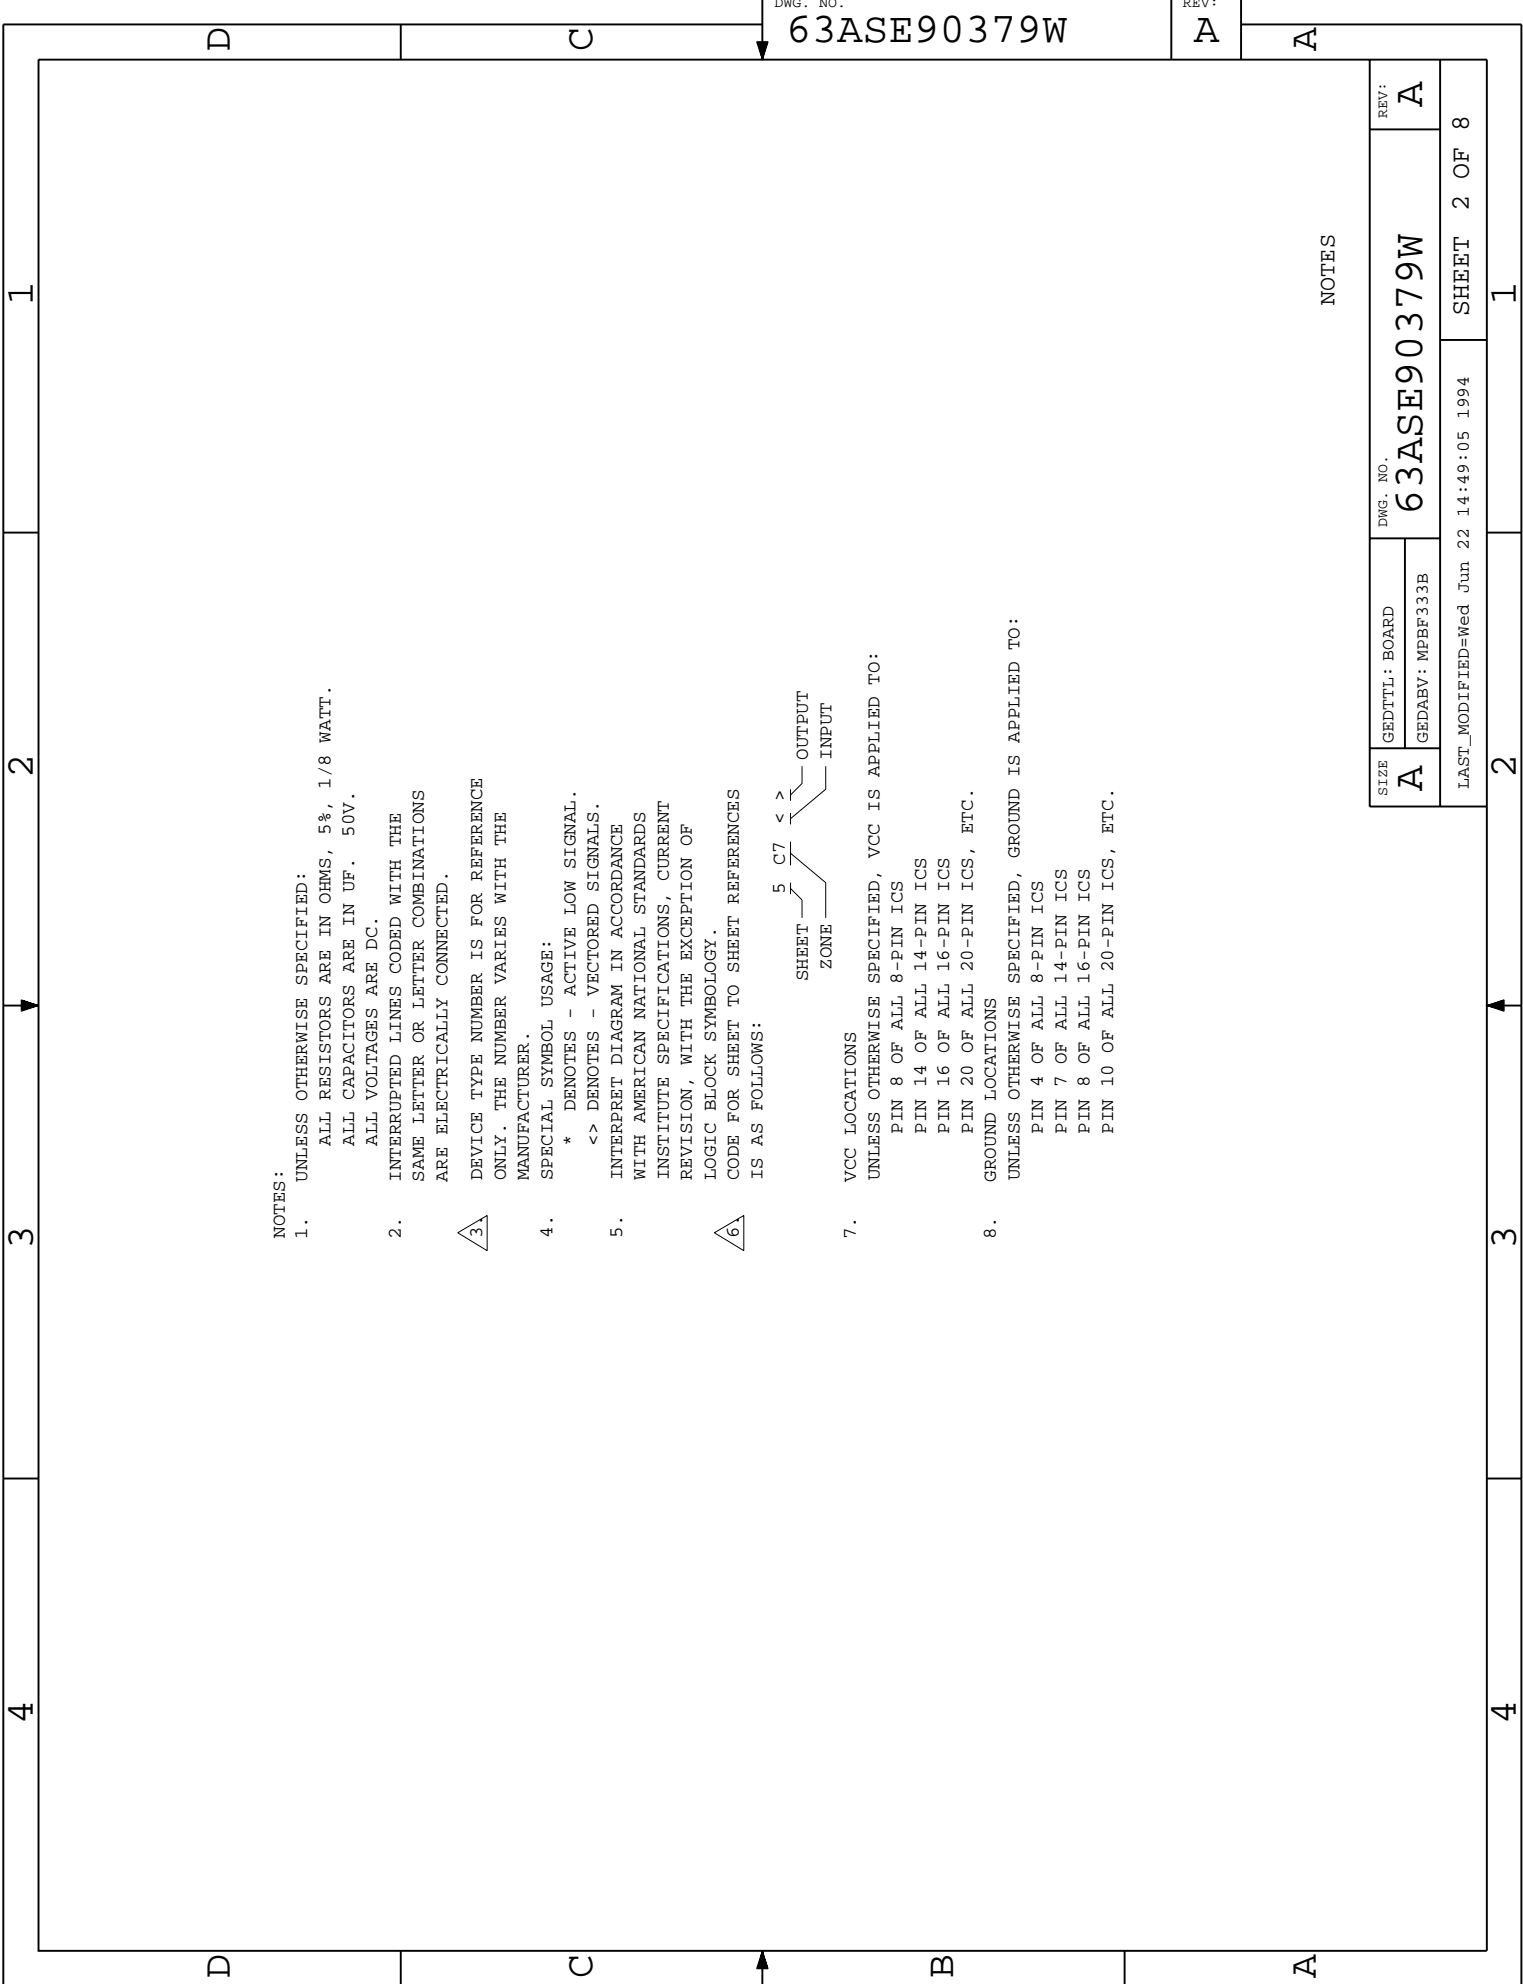 DWG. NO.
63ASE90379W
REV:
A
4 3 2 1
D
C
B
A
D
C
A
NOTES:
1. UNLESS OTHERWISE SPECIFIED:
ALL RESISTORS ARE IN OHMS, 5%, 1/8 WATT.
ALL CAPACITORS ARE IN UF. 50V.
ALL VOLTAGES ARE DC.
2. INTERRUPTED LINES CODED WITH THE
SAME LETTER OR LETTER COMBINATIONS
ARE ELECTRICALLY CONNECTED.
3. DEVICE TYPE NUMBER IS FOR REFERENCE
ONLY. THE NUMBER VARIES WITH THE
MANUFACTURER.
4. SPECIAL SYMBOL USAGE:
* DENOTES - ACTIVE LOW SIGNAL.
<> DENOTES - VECTORED SIGNALS.
5. INTERPRET DIAGRAM IN ACCORDANCE
WITH AMERICAN NATIONAL STANDARDS
INSTITUTE SPECIFICATIONS, CURRENT
REVISION, WITH THE EXCEPTION OF
LOGIC BLOCK SYMBOLOGY.
6. CODE FOR SHEET TO SHEET REFERENCES
IS AS FOLLOWS:
5 C7 < >
SHEET OUTPUT
ZONE INPUT
7. VCC LOCATIONS
UNLESS OTHERWISE SPECIFIED, VCC IS APPLIED TO:
PIN 8 OF ALL 8-PIN ICS
PIN 14 OF ALL 14-PIN ICS
PIN 16 OF ALL 16-PIN ICS
PIN 20 OF ALL 20-PIN ICS, ETC.
8. GROUND LOCATIONS
UNLESS OTHERWISE SPECIFIED, GROUND IS APPLIED TO:
PIN 4 OF ALL 8-PIN ICS
PIN 7 OF ALL 14-PIN ICS
PIN 8 OF ALL 16-PIN ICS
PIN 10 OF ALL 20-PIN ICS, ETC.
NOTES
SIZE
A
GEDTTL: BOARD
GEDABV: MPBF333B
DWG. NO.
63ASE90379W
REV:
A
LAST_MODIFIED=Wed Jun 22 14:49:05 1994
SHEET 2 OF 8
4 3 2 1